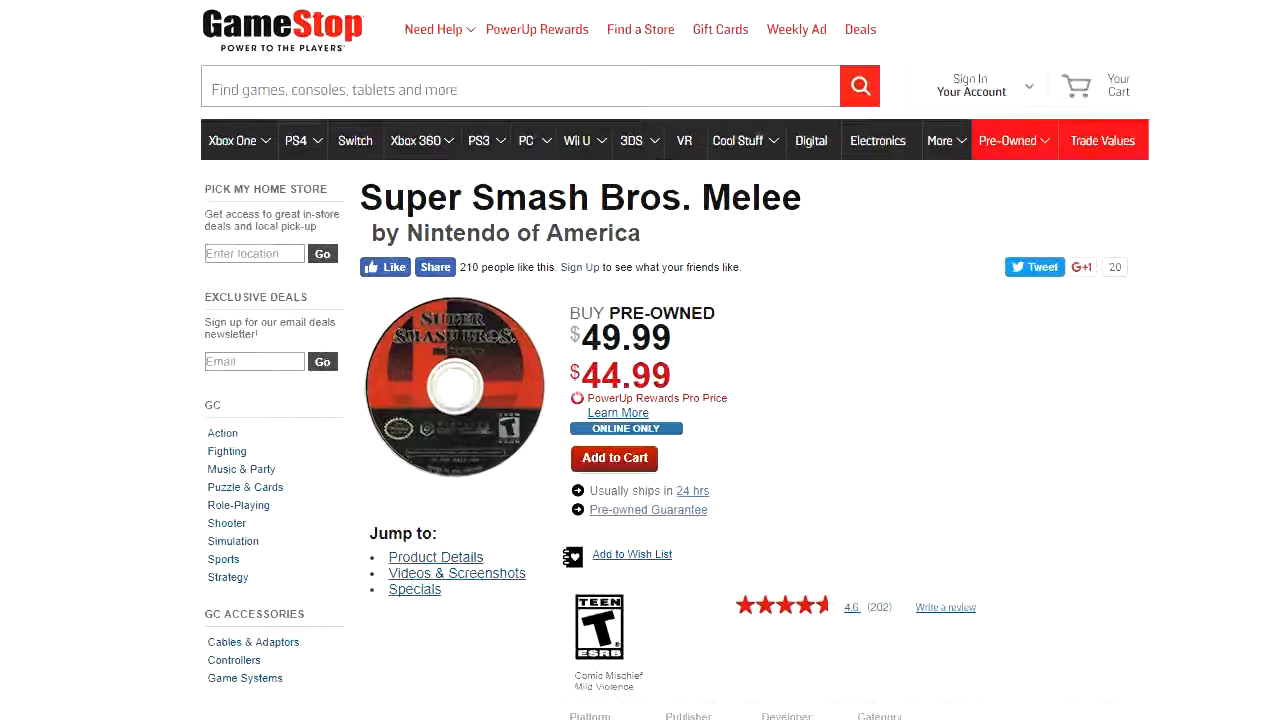 GameStop
POWER TO THE PLAYERS
Need Help PowerUp Rewards Find a Store Gift Cards Weekly Ad Deals
Find games, consoles, tablets and more
Sign In
Your Account
Your
Cart
Xbox One PS4 Switch Xbox 360 PS3 PC Wii U 3DS VR Cool Stuff Digital Electronics More Pre-Owned Trade Values
PICK MY HOME STORE
Get access to great in-store
deals and local pick-up
Enter location Go
EXCLUSIVE DEALS
Sign up for our email deals
newsletter!
Email Go
GC
Action
Fighting
Music & Party
Puzzle & Cards
Role-Playing
Shooter
Simulation
Sports
Strategy
GC ACCESSORIES
Cables & Adaptors
Controllers
Game Systems
Super Smash Bros. Melee
by Nintendo of America
Like Share 210 people like this. Sign Up to see what your friends like.
Tweet G+1 20
SUPER
SMASH BROS.
BUY PRE-OWNED
$49.99
$44.99
PowerUp Rewards Pro Price
Learn More
ONLINE ONLY
Add to Cart
Usually ships in 24 hrs
Pre-owned Guarantee
Jump to:
• Product Details
• Videos & Screenshots
• Specials
Add to Wish List
TEEN
T
ESRB
4.6 (202) Write a review
Comic Mischief
Mild Violence
Platform Publisher Developer: Category